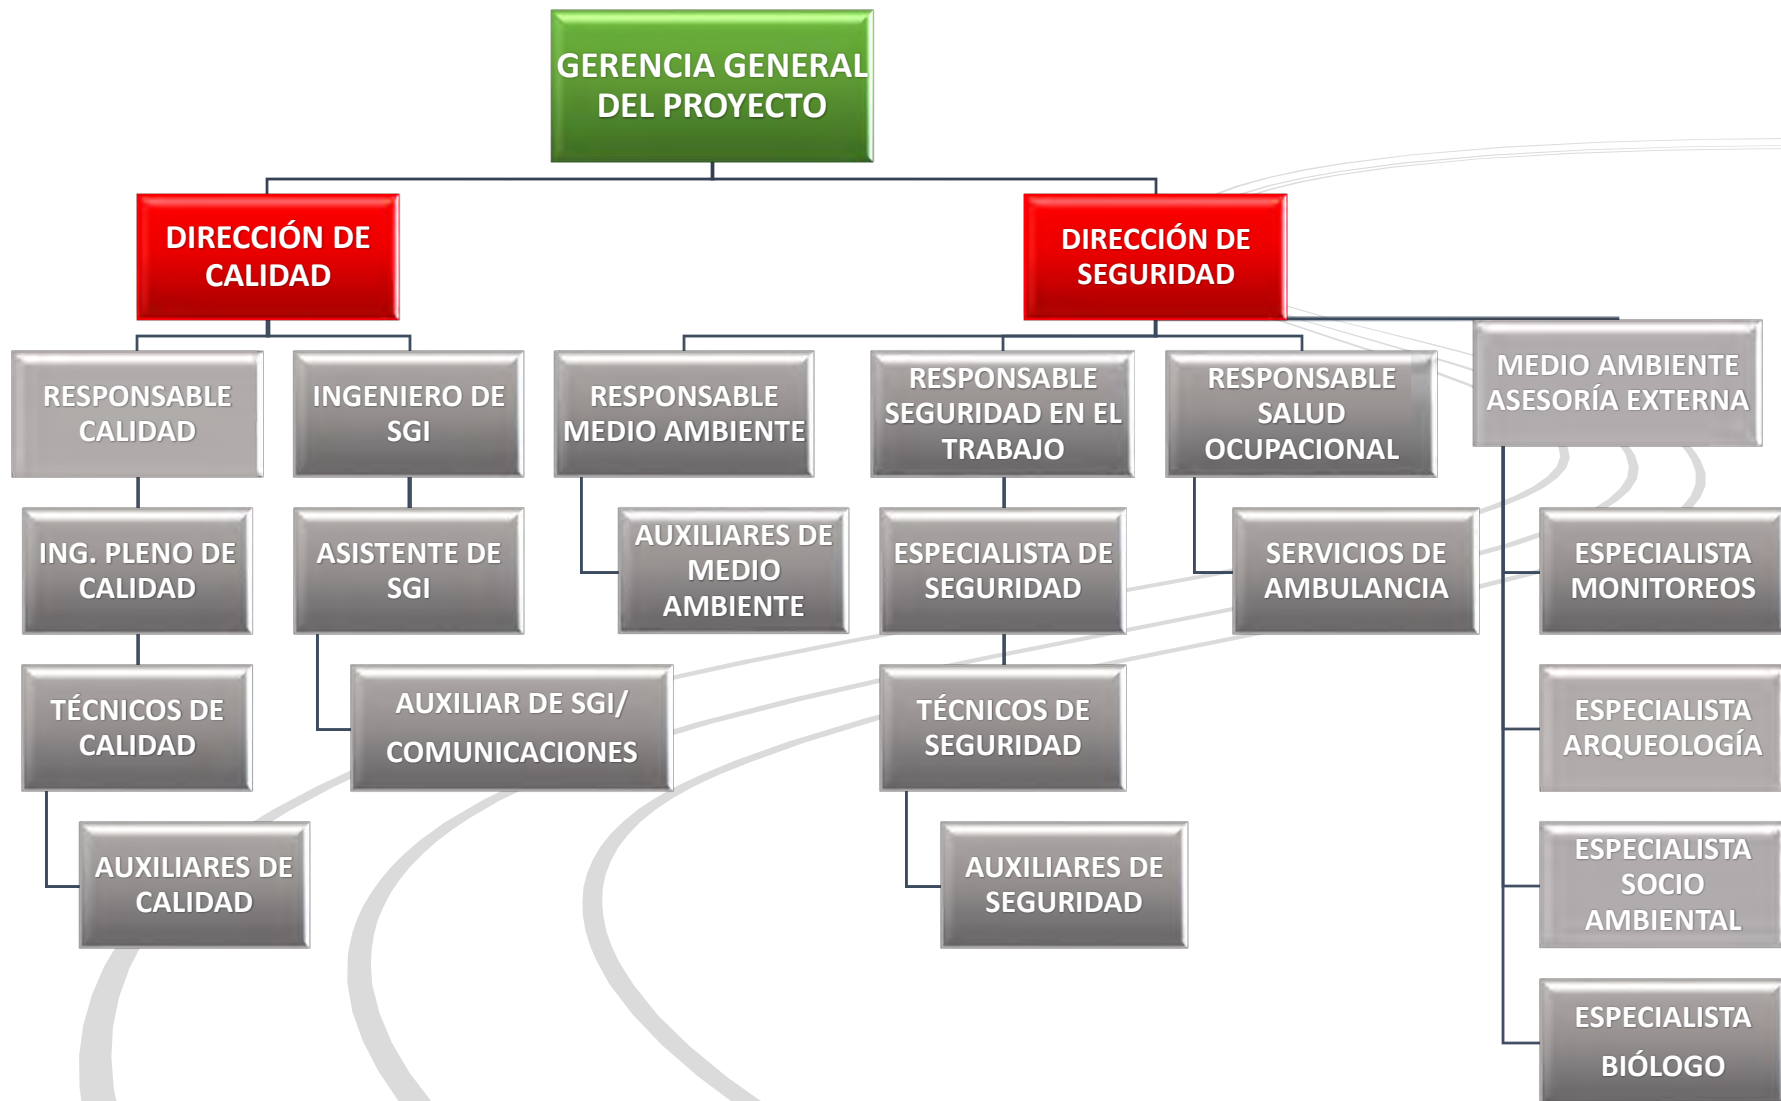 GERENCIA GENERAL
DEL PROYECTO
DIRECCIÓN DE
CALIDAD
DIRECCIÓN DE
SEGURIDAD
RESPONSABLE
CALIDAD
INGENIERO DE
SGI
RESPONSABLE
MEDIO AMBIENTE
RESPONSABLE
SEGURIDAD EN EL
TRABAJO
RESPONSABLE
SALUD
OCUPACIONAL
MEDIO AMBIENTE
ASESORÍA EXTERNA
ING. PLENO DE
CALIDAD
ASISTENTE DE
SGI
AUXILIARES DE
MEDIO
AMBIENTE
ESPECIALISTA DE
SEGURIDAD
SERVICIOS DE
AMBULANCIA
ESPECIALISTA
MONITOREOS
TÉCNICOS DE
CALIDAD
AUXILIAR DE SGI/
COMUNICACIONES
TÉCNICOS DE
SEGURIDAD
ESPECIALISTA
ARQUEOLOGÍA
AUXILIARES DE
CALIDAD
AUXILIARES DE
SEGURIDAD
ESPECIALISTA
SOCIO
AMBIENTAL
ESPECIALISTA
BIÓLOGO